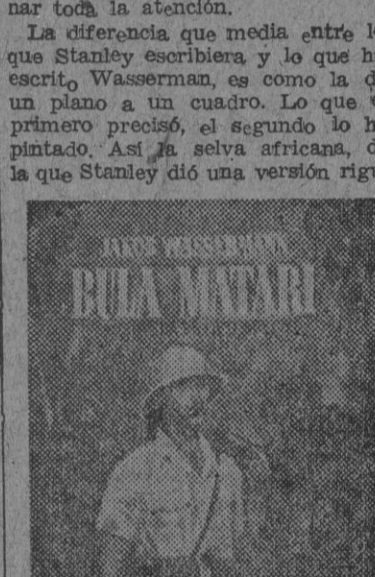 nar toda la atención.
La diferencia que media entre l
que Stanley escribiera y lo que h
escrito Wasserman, es como la d
un plano a un cuadro. Lo que
primero precisó, el segundo lo h
pintado. Así la selva africana, d
la que Stanley dió una versión rigu
JAKOB WASSERMANN
BULA MATARI